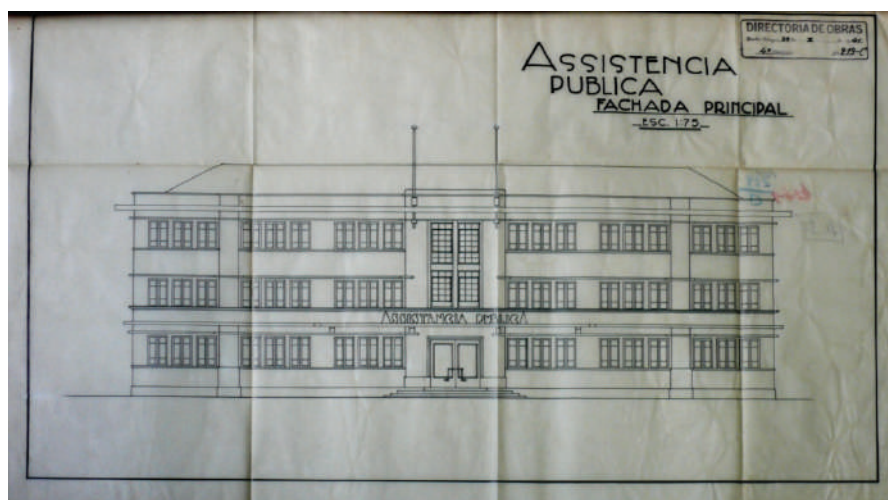 DIRECTORIA DE OBRAS
ASSISTENCIA
PUBLICA
FACHADA PRINCIPAL
ESC. 1:75
ASSISTENCIA PUBLICA